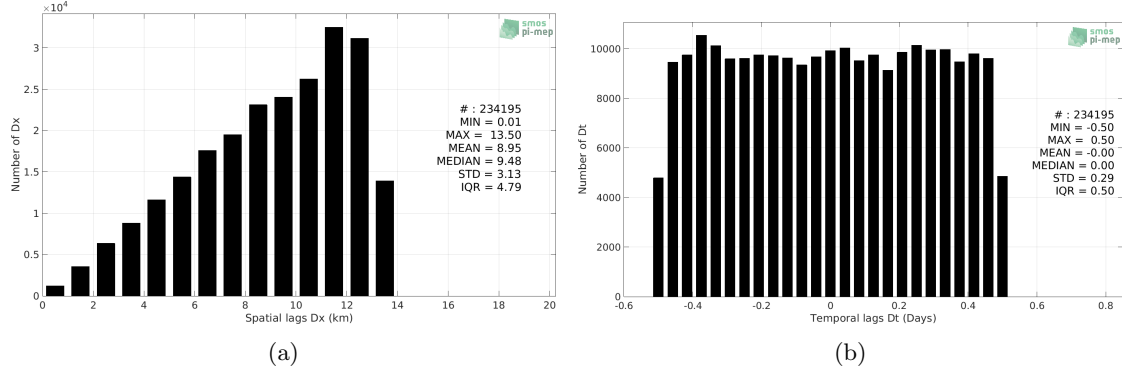 ×10⁴
smos
pi-mep
3
2.5
2
1.5
1
0.5
0
Number of Dx
# : 234195
MIN = 0.01
MAX = 13.50
MEAN = 8.95
MEDIAN = 9.48
STD = 3.13
IQR = 4.79
0 2 4 6 8 10 12 14 16 18 20
Spatial lags Dx (km)
(a)
smos
pi-mep
10000
8000
6000
4000
2000
0
Number of Dt
# : 234195
MIN = -0.50
MAX = 0.50
MEAN = -0.00
MEDIAN = 0.00
STD = 0.29
IQR = 0.50
-0.6 -0.4 -0.2 0 0.2 0.4 0.6 0.8
Temporal lags Dt (Days)
(b)